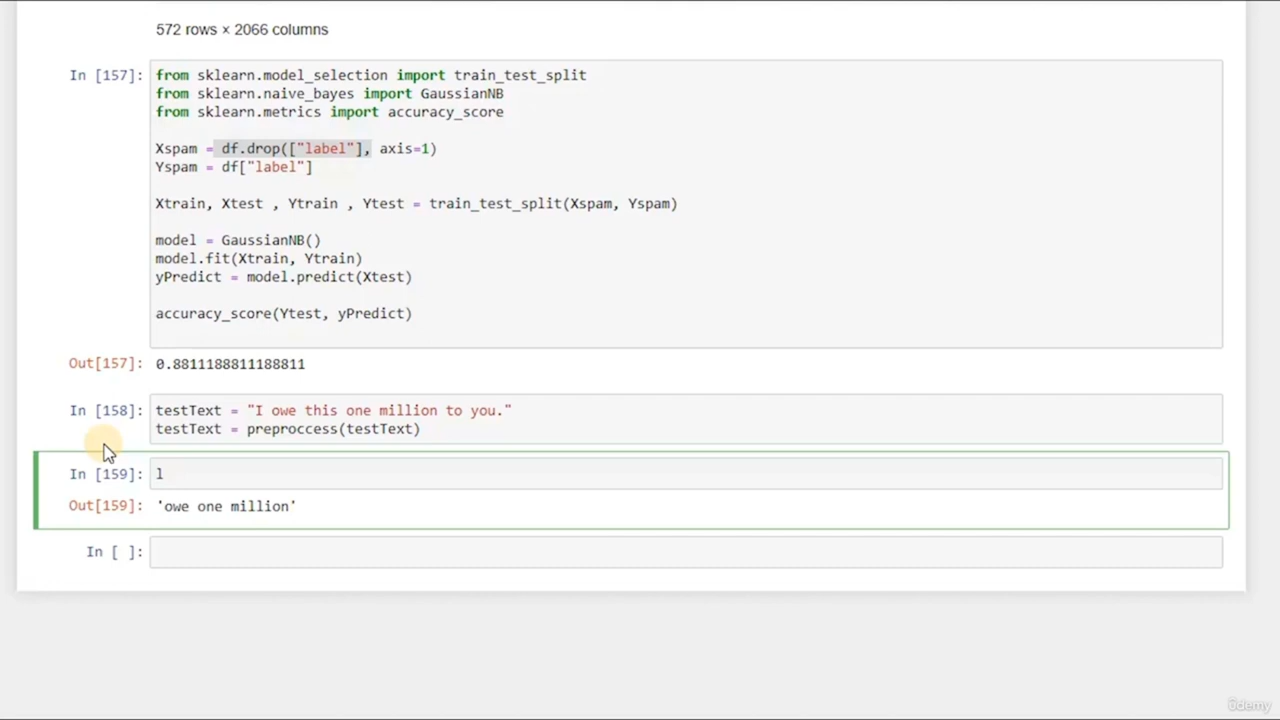 572 rows × 2066 columns
In [157]:
from sklearn.model_selection import train_test_split
from sklearn.naive_bayes import GaussianNB
from sklearn.metrics import accuracy_score
Xspam = df.drop(["label"], axis=1)
Yspam = df["label"]
Xtrain, Xtest , Ytrain , Ytest = train_test_split(Xspam, Yspam)
model = GaussianNB()
model.fit(Xtrain, Ytrain)
yPredict = model.predict(Xtest)
accuracy_score(Ytest, yPredict)
Out[157]: 0.8811188811188811
In [158]: testText = "I owe this one million to you."
testText = preproccess(testText)
In [159]: l
Out[159]: 'owe one million'
In [ ]:
ûdemy